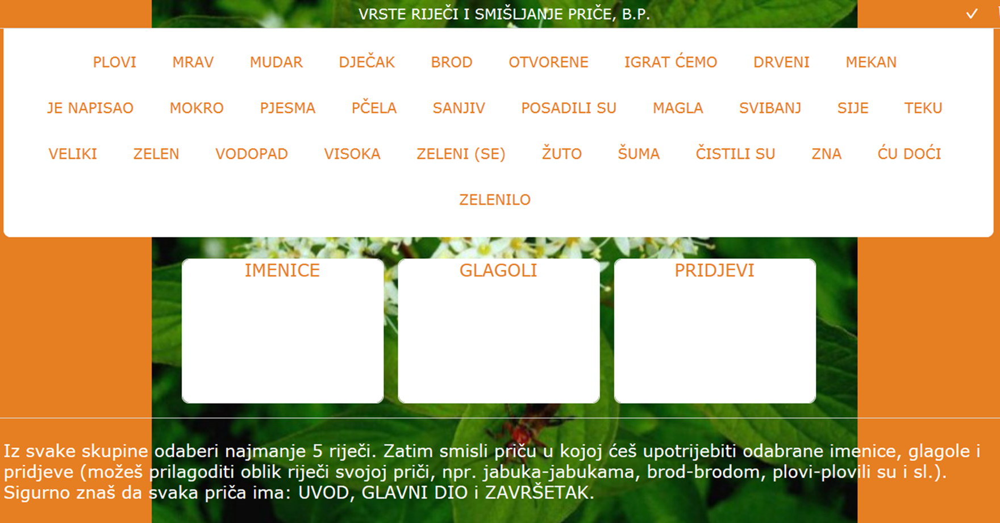 VRSTE RIJEČI I SMIŠLJANJE PRIČE, B.P.
PLOVI MRAV MUDAR DJEČAK BROD OTVORENE IGRAT ĆEMO DRVENI MEKAN
JE NAPISAO MOKRO PJESMA PČELA SANJIV POSADILI SU MAGLA SVIBANJ SIJE TEKU
VELIKI ZELEN VODOPAD VISOKA ZELENI (SE) ŽUTO ŠUMA ČISTILI SU ZNA ĆU DOĆI
ZELENILO
IMENICE GLAGOLI PRIDJEVI
Iz svake skupine odaberi najmanje 5 riječi. Zatim smisli priču u kojoj ćeš upotrijebiti odabrane imenice, glagole i
pridjeve (možeš prilagoditi oblik riječi svojoj priči, npr. jabuka-jabukama, brod-brodom, plovi-plovili su i sl.).
Sigurno znaš da svaka priča ima: UVOD, GLAVNI DIO i ZAVRŠETAK.